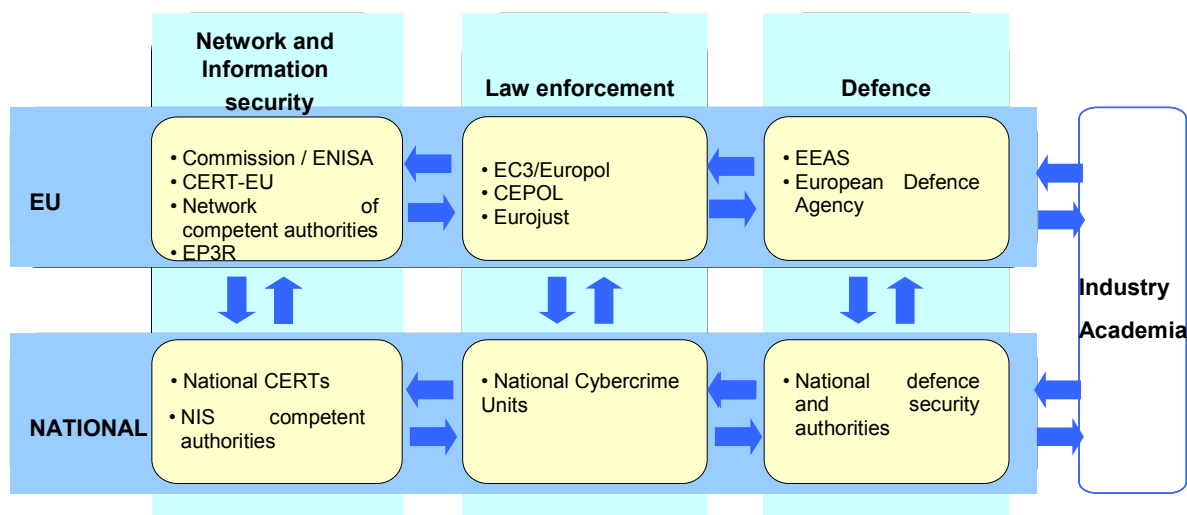 Network and
Information
security
Law enforcement
Defence
EU
• Commission / ENISA
• CERT-EU
• Network of
competent authorities
• EP3R
• EC3/Europol
• CEPOL
• Eurojust
• EEAS
• European Defence
Agency
Industry
Academia
NATIONAL
• National CERTs
• NIS competent
authorities
• National Cybercrime
Units
• National defence
and security
authorities